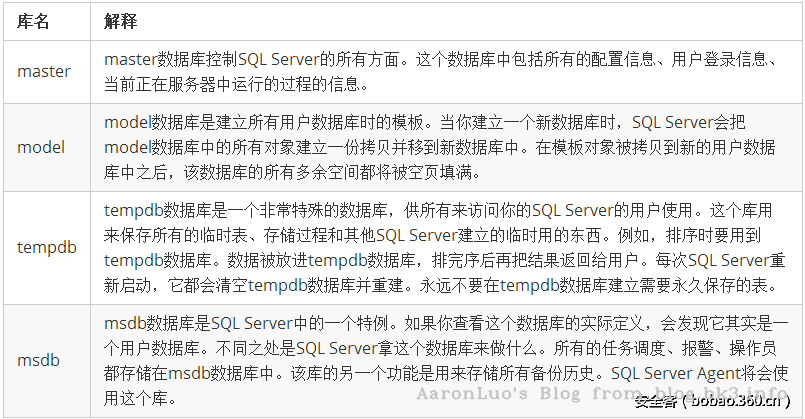 库名 解释
master
master数据库控制SQL Server的所有方面。这个数据库中包括所有的配置信息、用户登录信息、
当前正在服务器中运行的过程的信息。
model
model数据库是建立所有用户数据库时的模板。当你建立一个新数据库时，SQL Server会把
model数据库中的所有对象建立一份拷贝并移到新数据库中。在模板对象被拷贝到新的用户数据
库中之后，该数据库的所有多余空间都将被空页填满。
tempdb
tempdb数据库是一个非常特殊的数据库，供所有来访问你的SQL Server的用户使用。这个库用
来保存所有的临时表、存储过程和其他SQL Server建立的临时用的东西。例如，排序时要用到
tempdb数据库。数据被放进tempdb数据库，排完序后再把结果返回给用户。每次SQL Server重
新启动，它都会清空tempdb数据库并重建。永远不要在tempdb数据库建立需要永久保存的表。
msdb
msdb数据库是SQL Server中的一个特例。如果你查看这个数据库的实际定义，会发现它其实是一
个用户数据库。不同之处是SQL Server拿这个数据库来做什么。所有的任务调度、报警、操作员
都存储在msdb数据库中。该库的另一个功能是用来存储所有备份历史。SQL Server Agent将会
使用这个库。
AaronLuo's Blog from blog.hk3.info
安全客 ( bobao.360.cn )